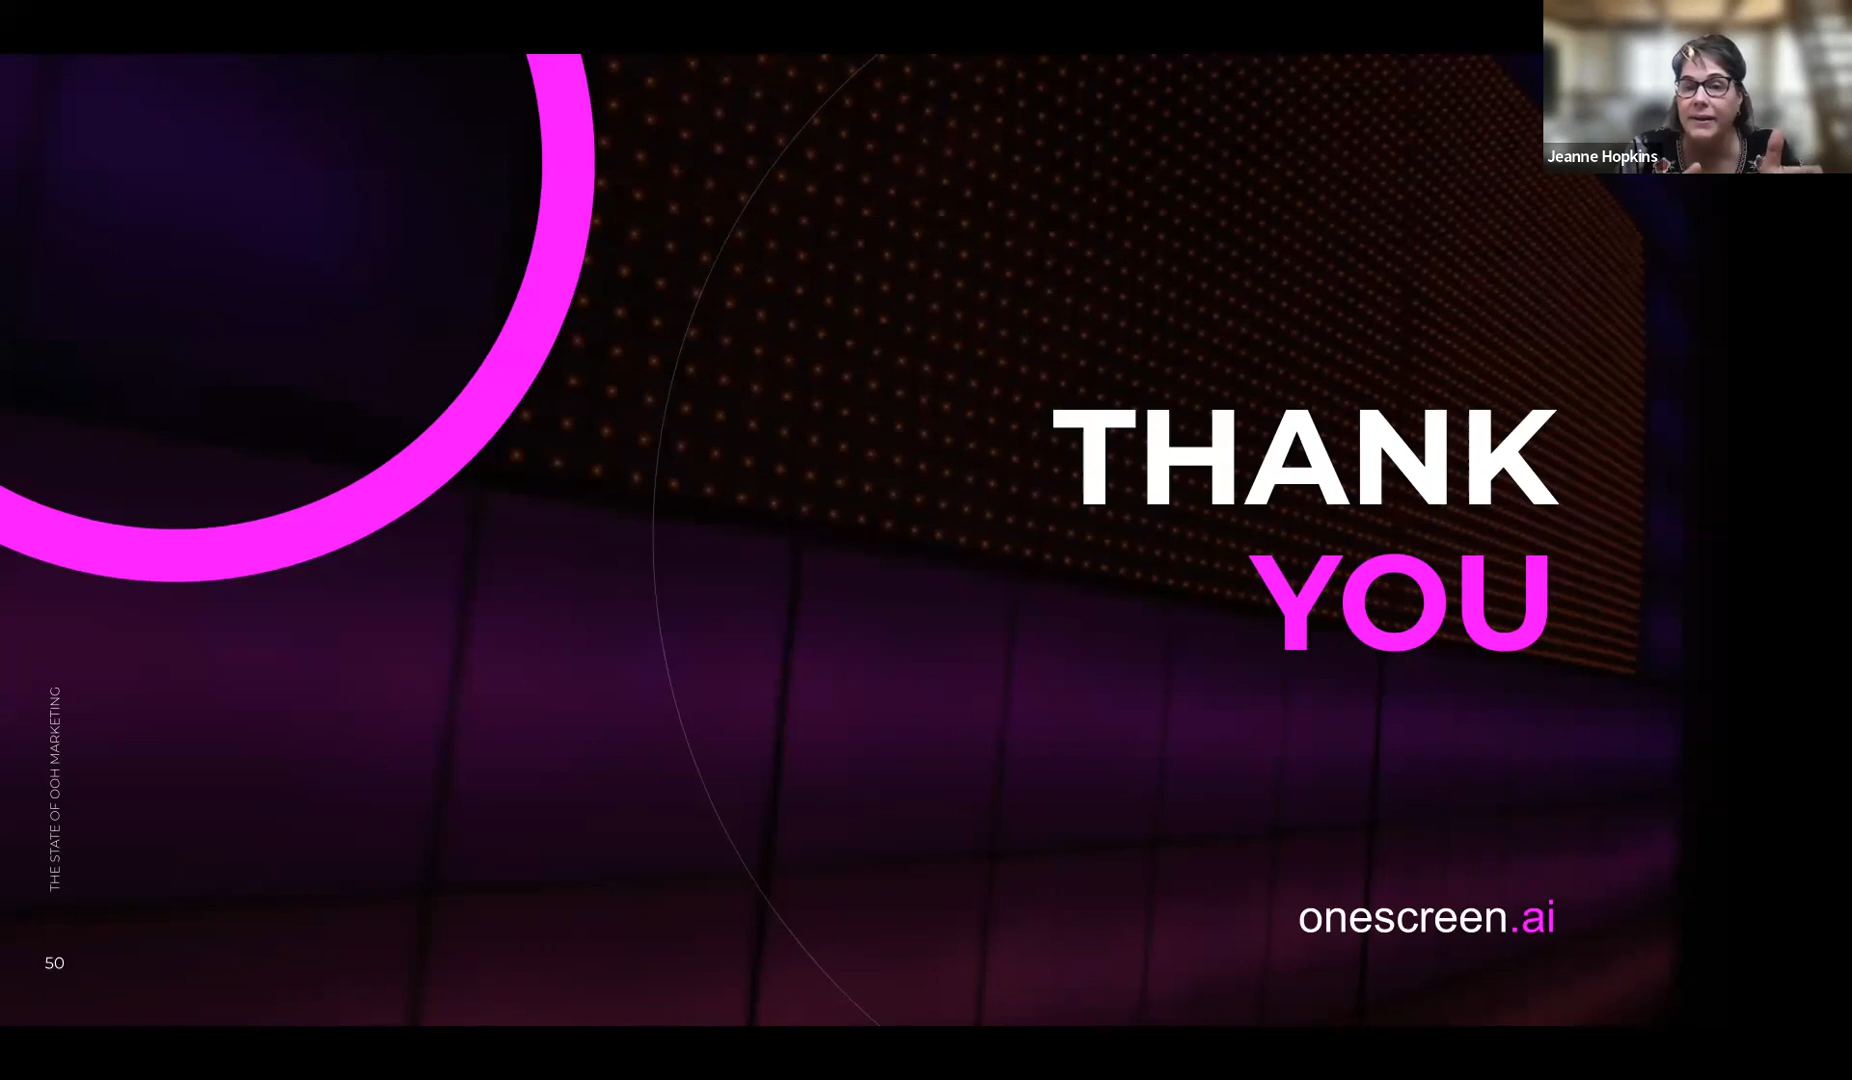 Jeanne Hopkins
THANK
YOU
THE STATE OF OOH MARKETING
onescreen.ai
50